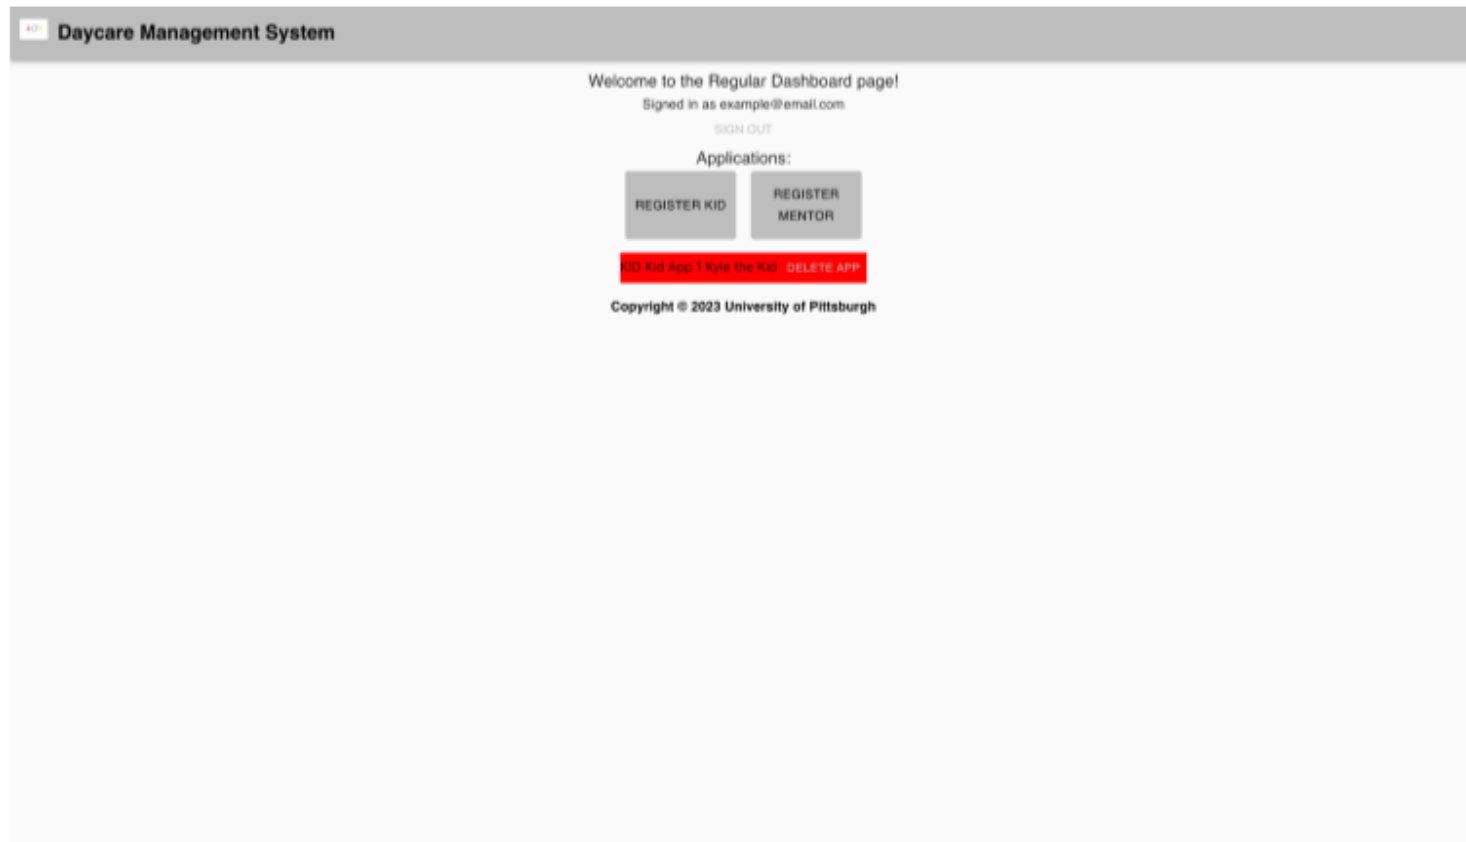 Daycare Management System
Welcome to the Regular Dashboard page!
Signed in as example@email.com
SIGN OUT
Applications:
REGISTER KID
REGISTER
MENTOR
KID Kid App 1 Kyle the Kid DELETE APP
Copyright © 2023 University of Pittsburgh